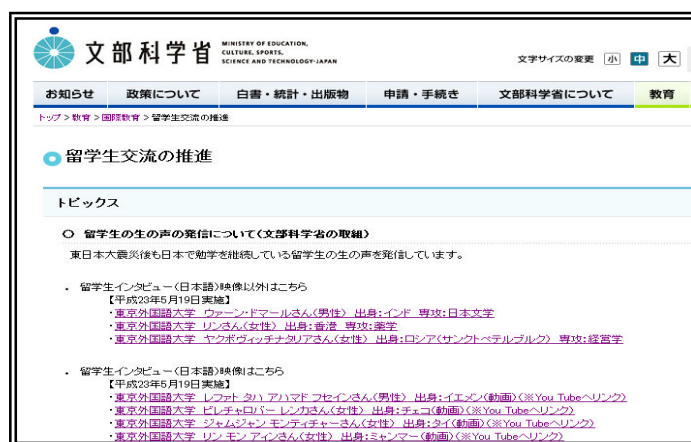 文部科学省
MINISTRY OF EDUCATION,
CULTURE, SPORTS,
SCIENCE AND TECHNOLOGY-JAPAN
文字サイズの変更 小 中 大
お知らせ 政策について 白書・統計・出版物 申請・手続き 文部科学省について 教育
トップ > 教育 > 国際教育 > 留学生交流の推進
留学生交流の推進
トピックス
○ 留学生の生の声の発信について(文部科学省の取組)
東日本大震災後も日本で勉学を継続している留学生の生の声を発信しています。
・ 留学生インタビュー(日本語)映像以外はこちら
【平成23年5月19日実施】
・東京外国語大学 ヴァーン・ドマールさん(男性) 出身:インド 専攻:日本文学
・東京外国語大学 リンさん(女性) 出身:香港 専攻:薬学
・東京外国語大学 ヤクボヴィッチナタリアさん(女性) 出身:ロシア(サンクトペテルブルク) 専攻:経営学
・ 留学生インタビュー(日本語)映像はこちら
【平成23年5月19日実施】
・東京外国語大学 レファト タハ アハマド フセインさん(男性) 出身:イエメン(動画)(※You Tubeへリンク)
・東京外国語大学 ビレチャロバー レンカさん(女性) 出身:チェコ(動画)(※You Tubeへリンク)
・東京外国語大学 ジャムジャン モンティチャーさん(女性) 出身:タイ(動画)(※You Tubeへリンク)
・東京外国語大学 リン モン アインさん(女性) 出身:ミャンマー(動画)(※You Tubeへリンク)